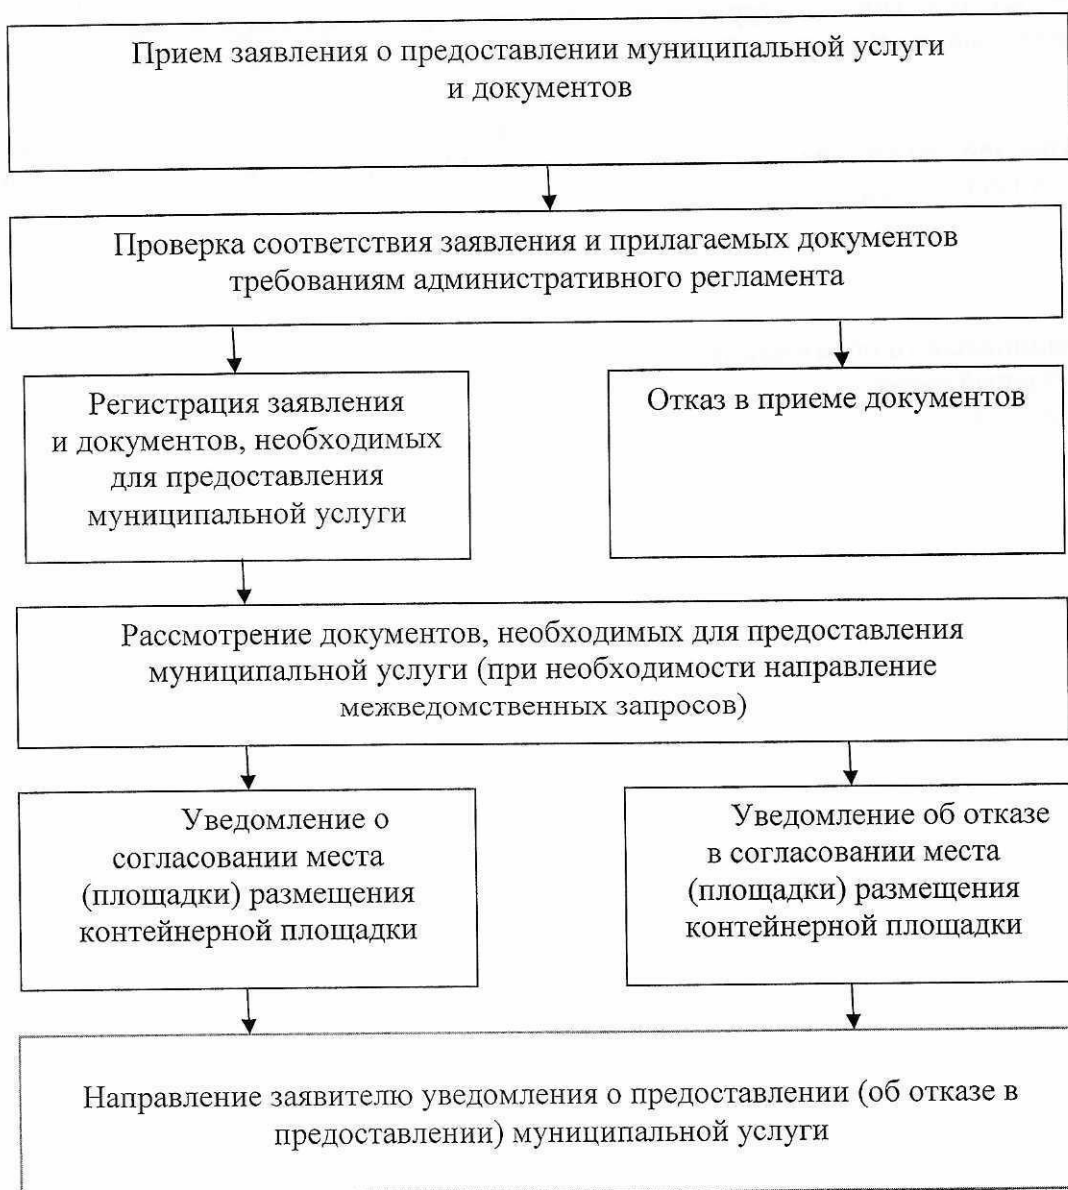 Прием заявления о предоставлении муниципальной услуги
и документов
Проверка соответствия заявления и прилагаемых документов
требованиям административного регламента
Регистрация заявления
и документов, необходимых
для предоставления
муниципальной услуги
Отказ в приеме документов
Рассмотрение документов, необходимых для предоставления
муниципальной услуги (при необходимости направление
межведомственных запросов)
Уведомление о
согласовании места
(площадки) размещения
контейнерной площадки
Уведомление об отказе
в согласовании места
(площадки) размещения
контейнерной площадки
Направление заявителю уведомления о предоставлении (об отказе в
предоставлении) муниципальной услуги